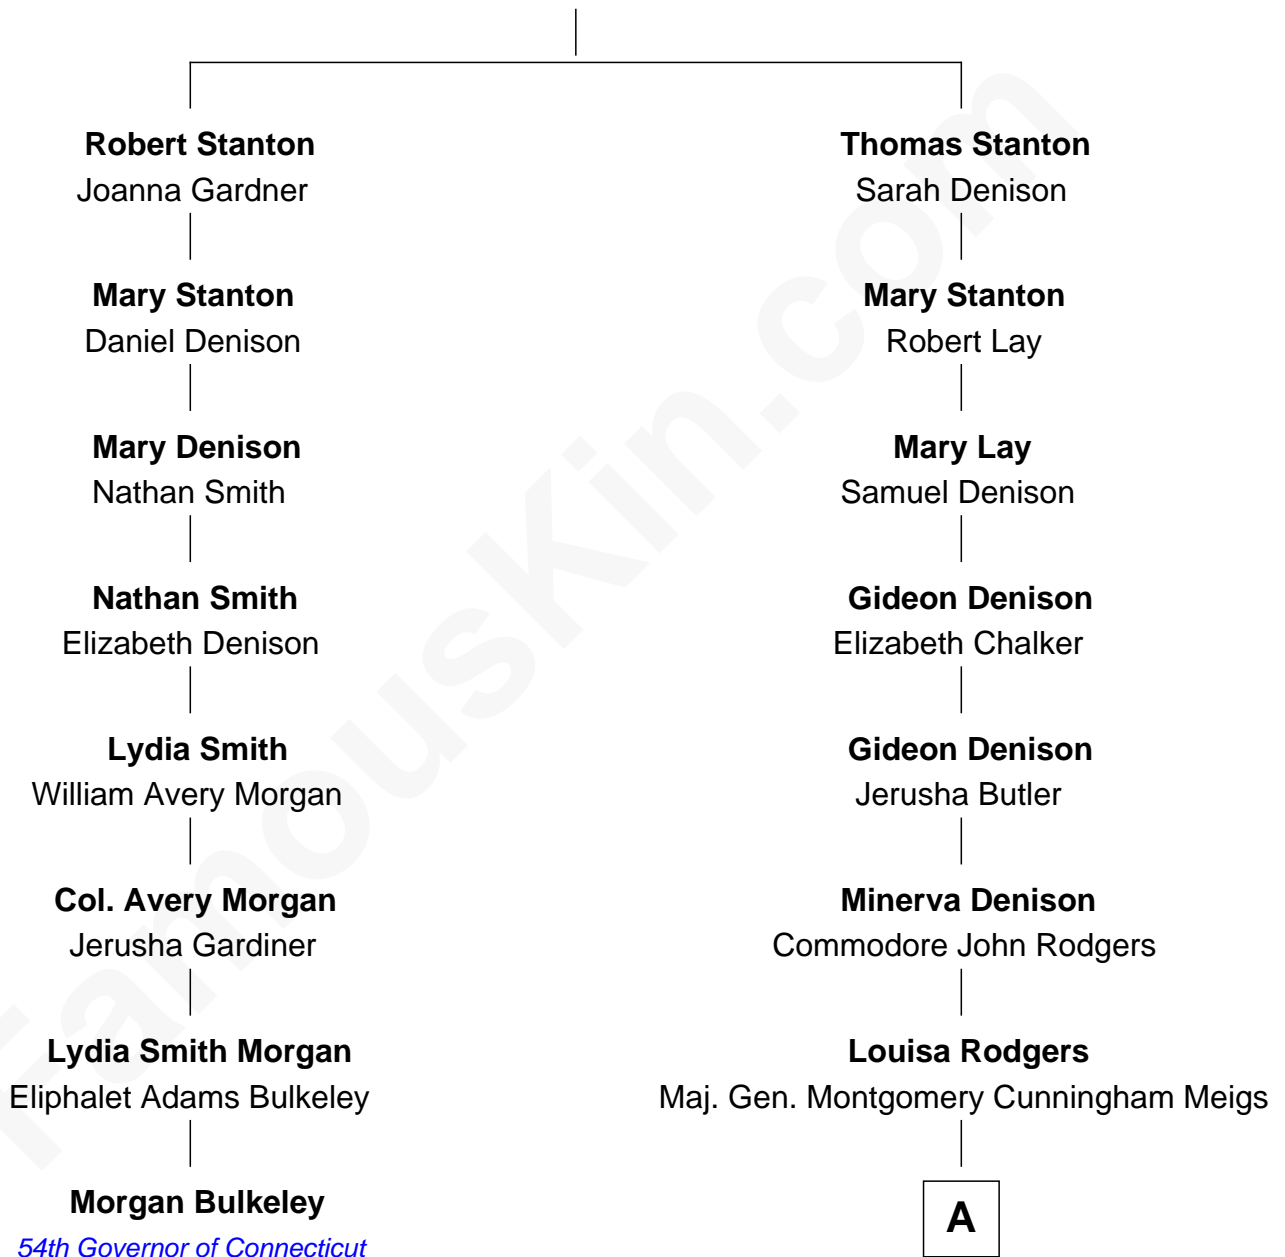 Robert Stanton
Joanna Gardner
Mary Stanton
Daniel Denison
Mary Denison
Nathan Smith
Nathan Smith
Elizabeth Denison
Lydia Smith
William Avery Morgan
Col. Avery Morgan
Jerusha Gardiner
Lydia Smith Morgan
Eliphalet Adams Bulkeley
Morgan Bulkeley
54th Governor of Connecticut
Thomas Stanton
Sarah Denison
Mary Stanton
Robert Lay
Mary Lay
Samuel Denison
Gideon Denison
Elizabeth Chalker
Gideon Denison
Jerusha Butler
Minerva Denison
Commodore John Rodgers
Louisa Rodgers
Maj. Gen. Montgomery Cunningham Meigs
A
FamousKin.com